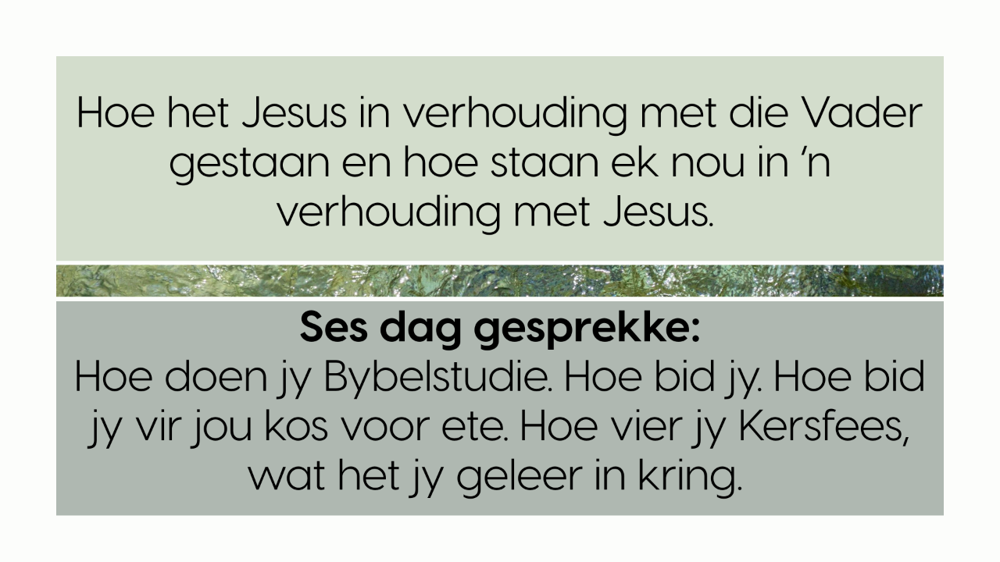 Hoe het Jesus in verhouding met die Vader
gestaan en hoe staan ek nou in ’n
verhouding met Jesus.
Ses dag gesprekke:
Hoe doen jy Bybelstudie. Hoe bid jy. Hoe bid
jy vir jou kos voor ete. Hoe vier jy Kersfees,
wat het jy geleer in kring.